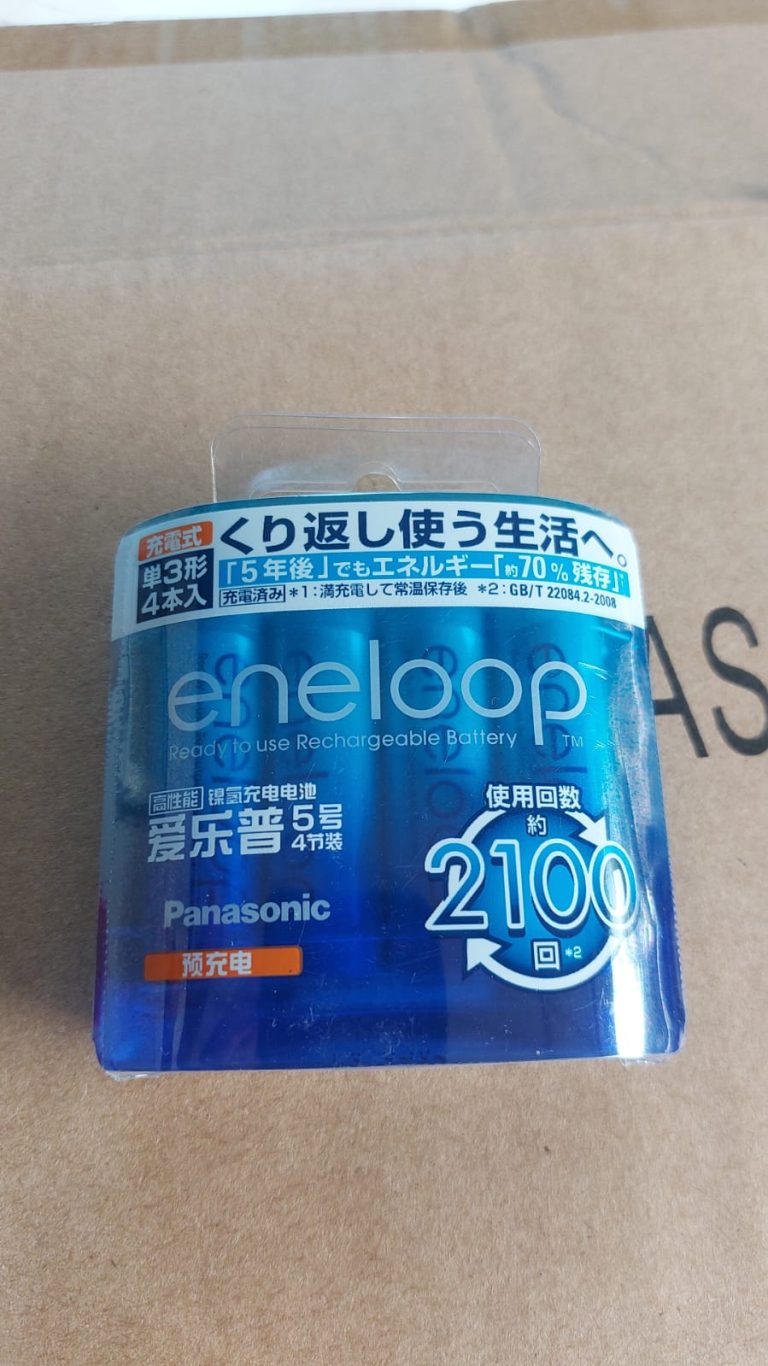 充電式
くり返し使う生活へ。
単3形
4本入
「5年後」でもエネルギー「約70%残存」
充電済み *1:満充電して常温保存後 *2:GB/T 22084.2-2008
eneloop
Ready to use Rechargeable Battery TM
高性能 镍氢充电电池
爱乐普 5号
4节装
Panasonic
预充电
使用回数
約
2100
回*2
AS